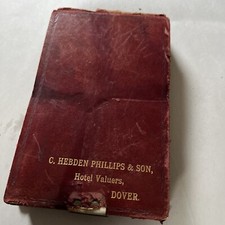 C. HEBDEN PHILLIPS & SON,
Hotel Valuers,
DOVER.